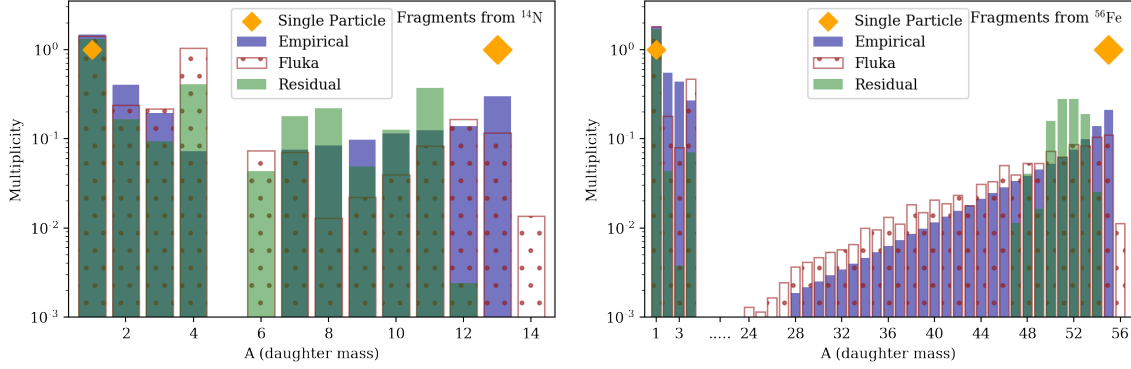 Fragments from ¹⁴N
Single Particle
Empirical
Fluka
Residual
Multiplicity
10⁰
10⁻¹
10⁻²
10⁻³
2 4 6 8 10 12 14
A (daughter mass)
Fragments from ⁵⁶Fe
Single Particle
Empirical
Fluka
Residual
Multiplicity
10⁰
10⁻¹
10⁻²
10⁻³
1 3 ..... 24 28 32 36 40 44 48 52 56
A (daughter mass)